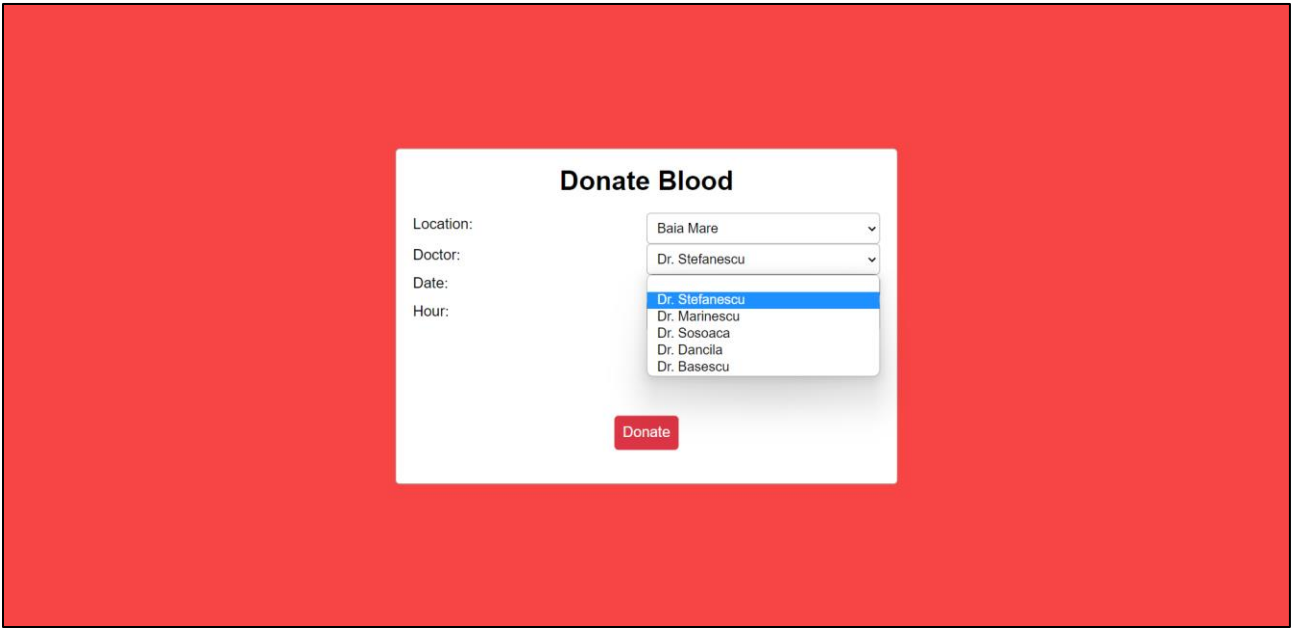 Donate Blood
Location: Baia Mare
Doctor: Dr. Stefanescu
Date:
Hour:
Dr. Stefanescu
Dr. Marinescu
Dr. Sosoaca
Dr. Dancila
Dr. Basescu
Donate